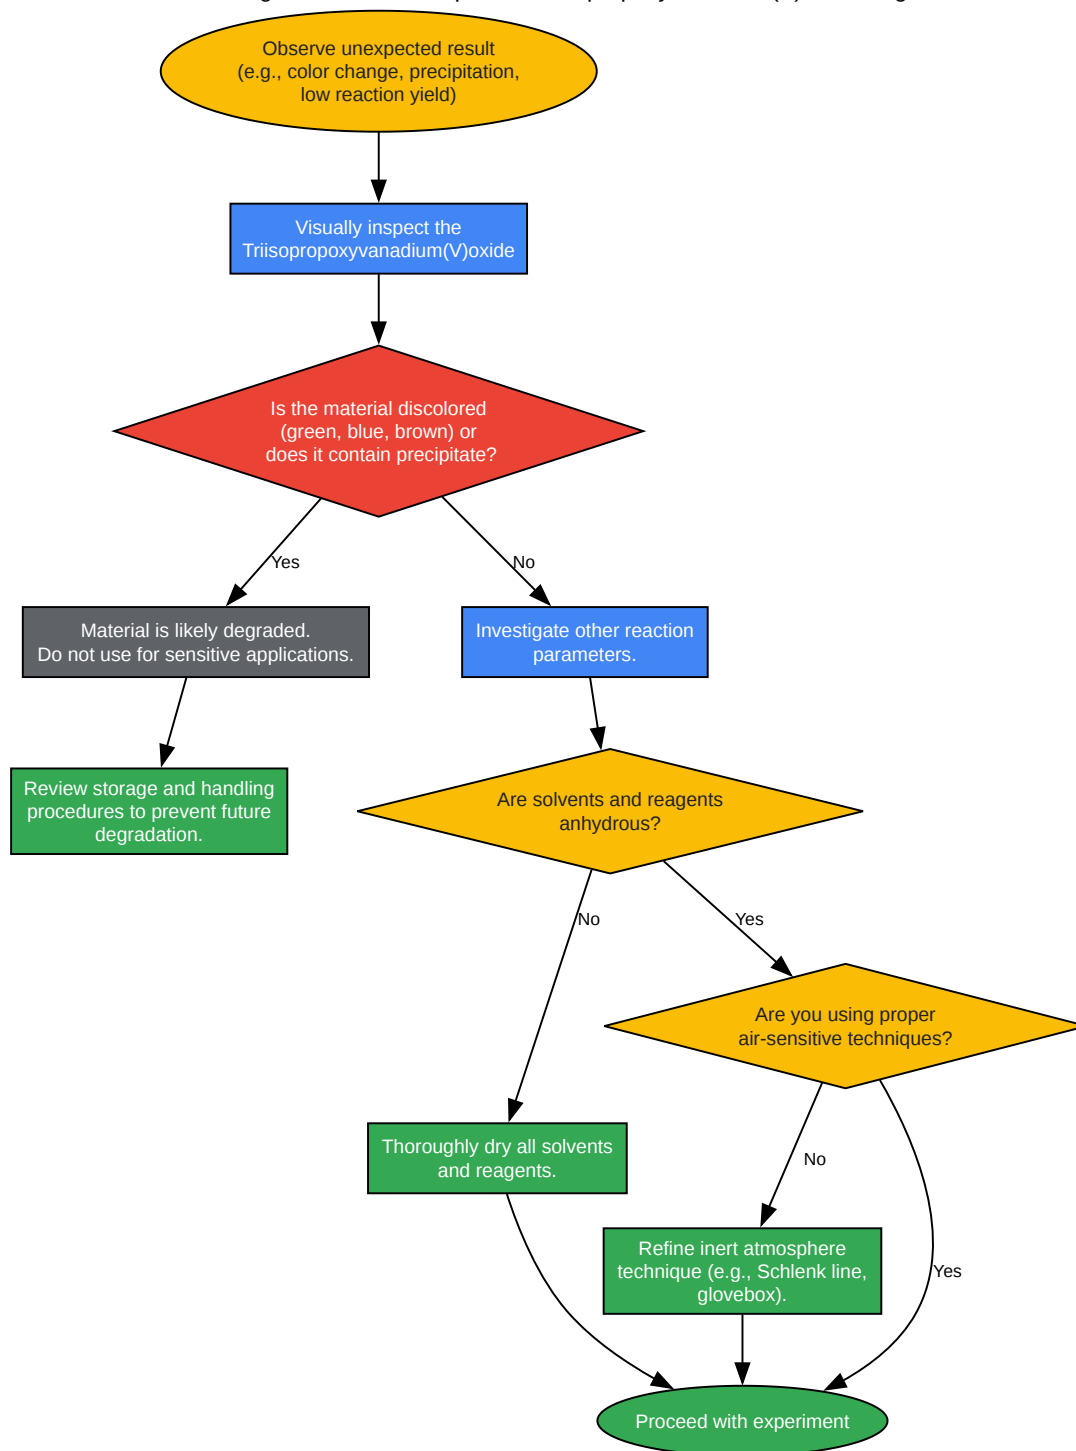 Observe unexpected result
(e.g., color change, precipitation,
low reaction yield)
Visually inspect the
Triisopropoxyvanadium(V)oxide
Is the material discolored
(green, blue, brown) or
does it contain precipitate?
Yes
No
Material is likely degraded.
Do not use for sensitive applications.
Investigate other reaction
parameters.
Review storage and handling
procedures to prevent future
degradation.
Are solvents and reagents
anhydrous?
No
Yes
Are you using proper
air-sensitive techniques?
Thoroughly dry all solvents
and reagents.
No
Refine inert atmosphere
technique (e.g., Schlenk line,
glovebox).
Yes
Proceed with experiment